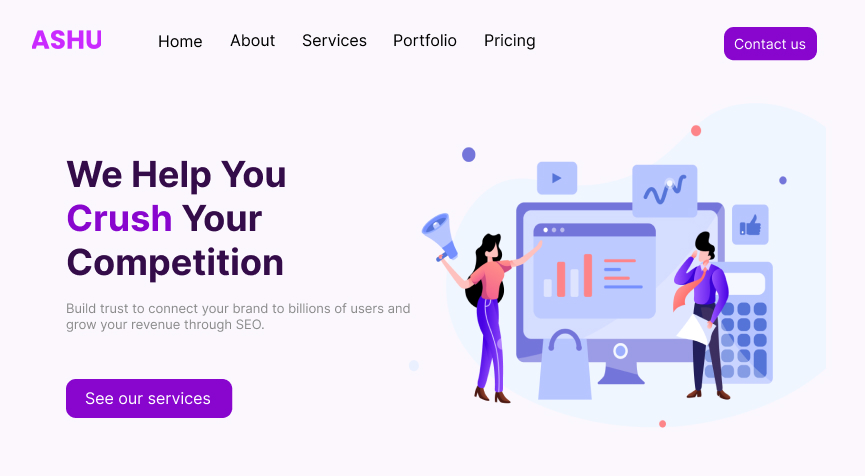 ASHU
Home
About
Services
Portfolio
Pricing
Contact us
We Help You
Crush Your
Competition
Build trust to connect your brand to billions of users and
grow your revenue through SEO.
See our services